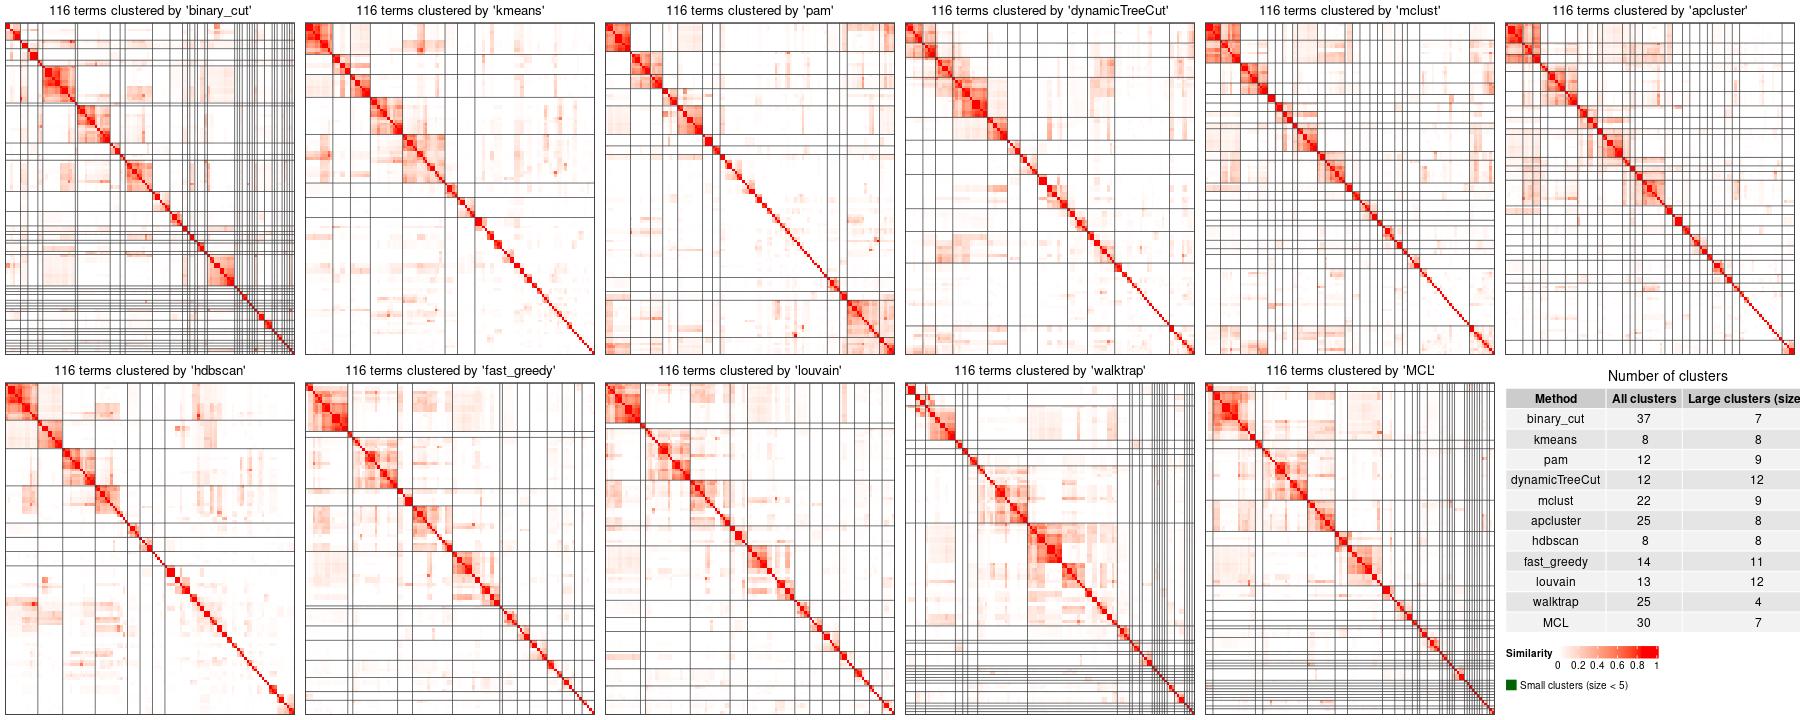 116 terms clustered by 'binary_cut'
116 terms clustered by 'kmeans'
116 terms clustered by 'pam'
116 terms clustered by 'dynamicTreeCut'
116 terms clustered by 'mclust'
116 terms clustered by 'apcluster'
116 terms clustered by 'hdbscan'
116 terms clustered by 'fast_greedy'
116 terms clustered by 'louvain'
116 terms clustered by 'walktrap'
116 terms clustered by 'MCL'
Number of clusters
Method All clusters Large clusters (size
binary_cut 37 7
kmeans 8 8
pam 12 9
dynamicTreeCut 12 12
mclust 22 9
apcluster 25 8
hdbscan 8 8
fast_greedy 14 11
louvain 13 12
walktrap 25 4
MCL 30 7
Similarity
0 0.2 0.4 0.6 0.8 1
Small clusters (size < 5)